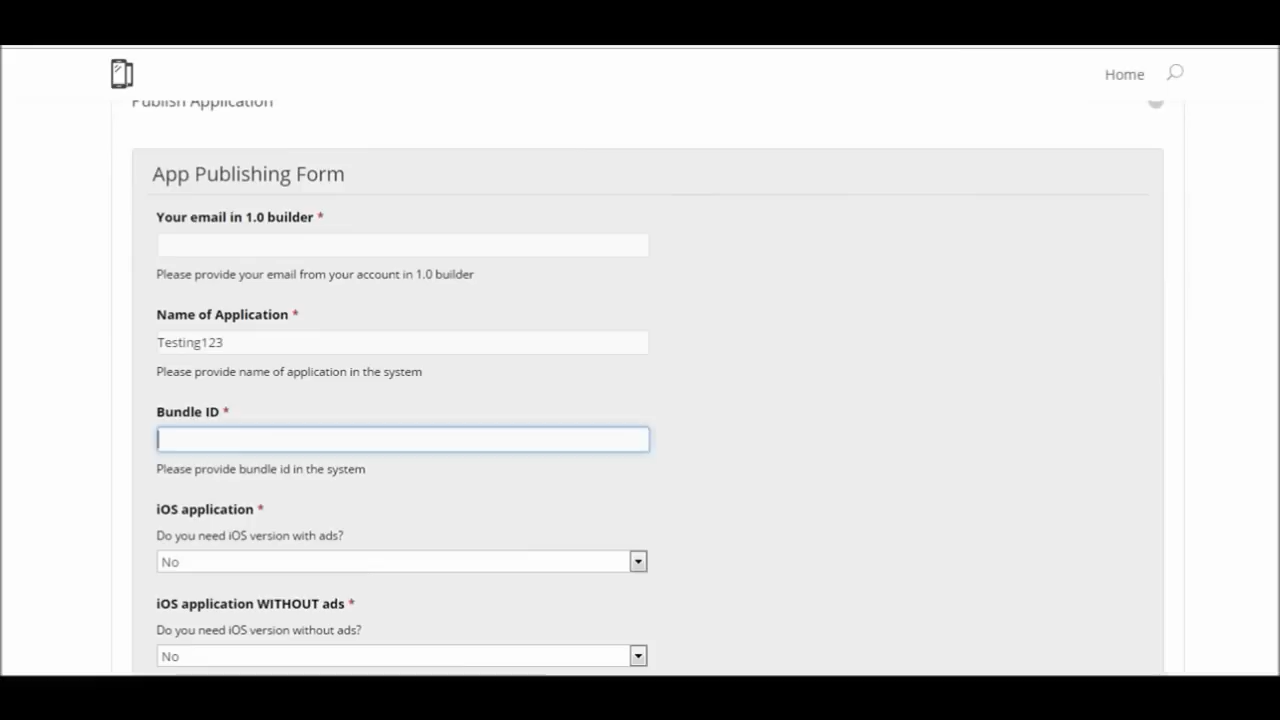 Home
Publish Application
App Publishing Form
Your email in 1.0 builder *
Please provide your email from your account in 1.0 builder
Name of Application *
Testing123
Please provide name of application in the system
Bundle ID *
Please provide bundle id in the system
iOS application *
Do you need iOS version with ads?
No
iOS application WITHOUT ads *
Do you need iOS version without ads?
No